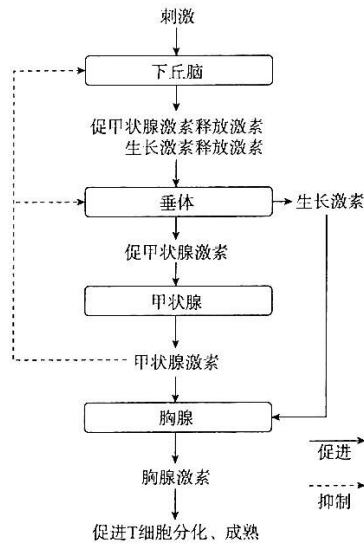 刺激
下丘脑
促甲状腺激素释放激素
生长激素释放激素
垂体
生长激素
促甲状腺激素
甲状腺
甲状腺激素
胸腺
促进
胸腺激素
抑制
促进T细胞分化、成熟